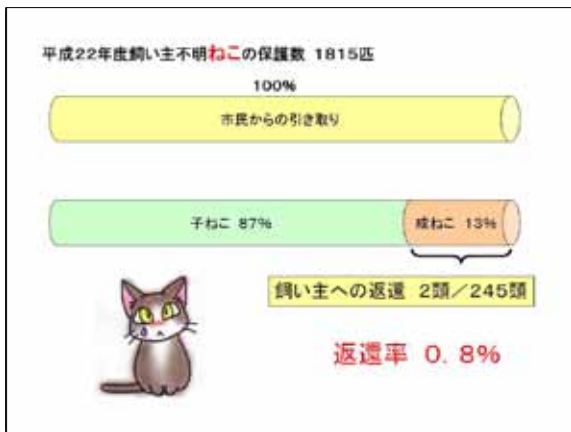 平成22年度飼い主不明ねこの保護数 1815匹
100%
市民からの引き取り
子ねこ 87%
成ねこ 13%
飼い主への返還 2頭/245頭
返還率 0.8%